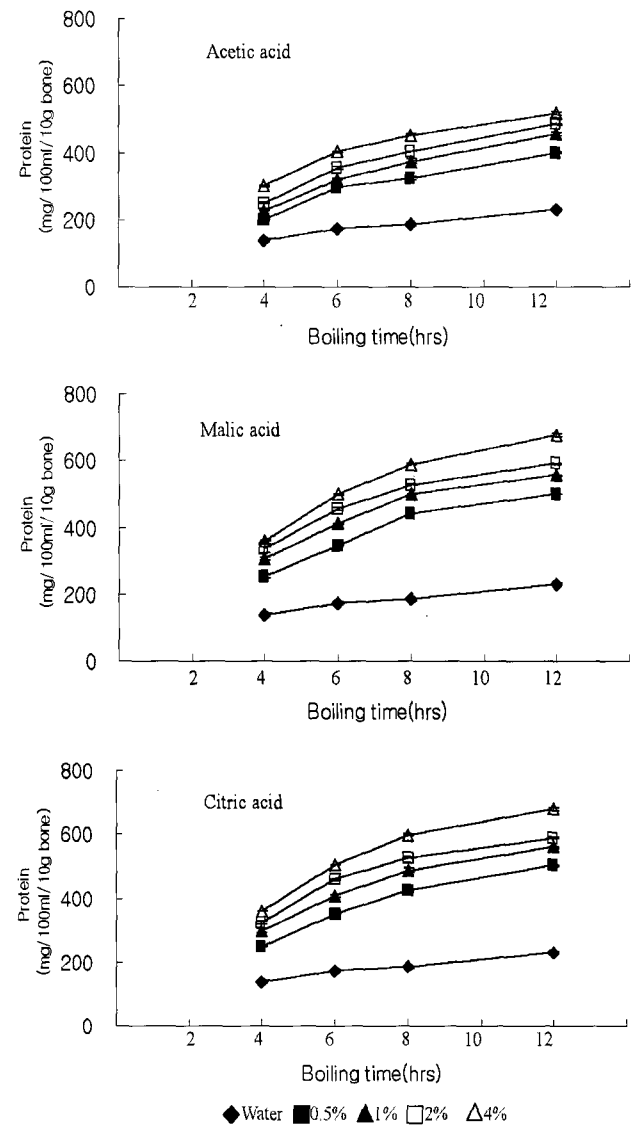 800
Acetic acid
600
400
200
0
Protein
(mg/100ml/10g bone)
2 4 6 8 10 12
Boiling time(hrs)
800
Malic acid
600
400
200
0
Protein
(mg/100ml/10g bone)
2 4 6 8 10 12
Boiling time(hrs)
800
Citric acid
600
400
200
0
Protein
(mg/100ml/10g bone)
2 4 6 8 10 12
Boiling time(hrs)
Water 0.5% 1% 2% 4%